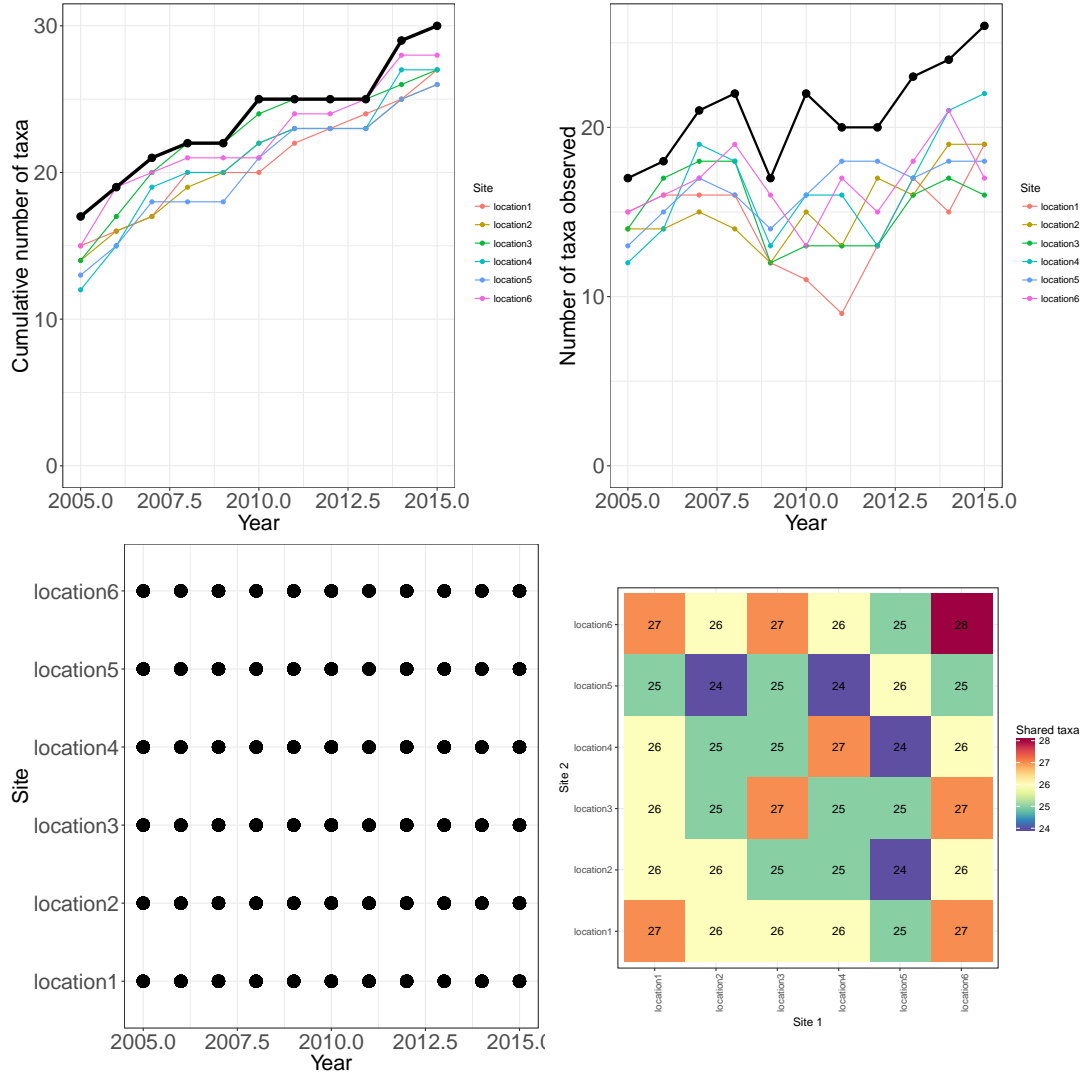 Cumulative number of taxa
30
20
10
0
2005.0 2007.5 2010.0 2012.5 2015.0
Year
Site
location1
location2
location3
location4
location5
location6
Number of taxa observed
20
10
0
2005.0 2007.5 2010.0 2012.5 2015.0
Year
Site
location1
location2
location3
location4
location5
location6
Site
location6
location5
location4
location3
location2
location1
2005.0 2007.5 2010.0 2012.5 2015.(
Year
Site 2
location6 27 26 27 26 25 28
location5 25 24 25 24 26 25
location4 26 25 25 27 24 26
location3 26 25 27 25 25 27
location2 26 26 25 25 24 26
location1 27 26 26 26 25 27
location1 location2 location3 location4 location5 location6
Site 1
Shared taxa
28
27
26
25
24